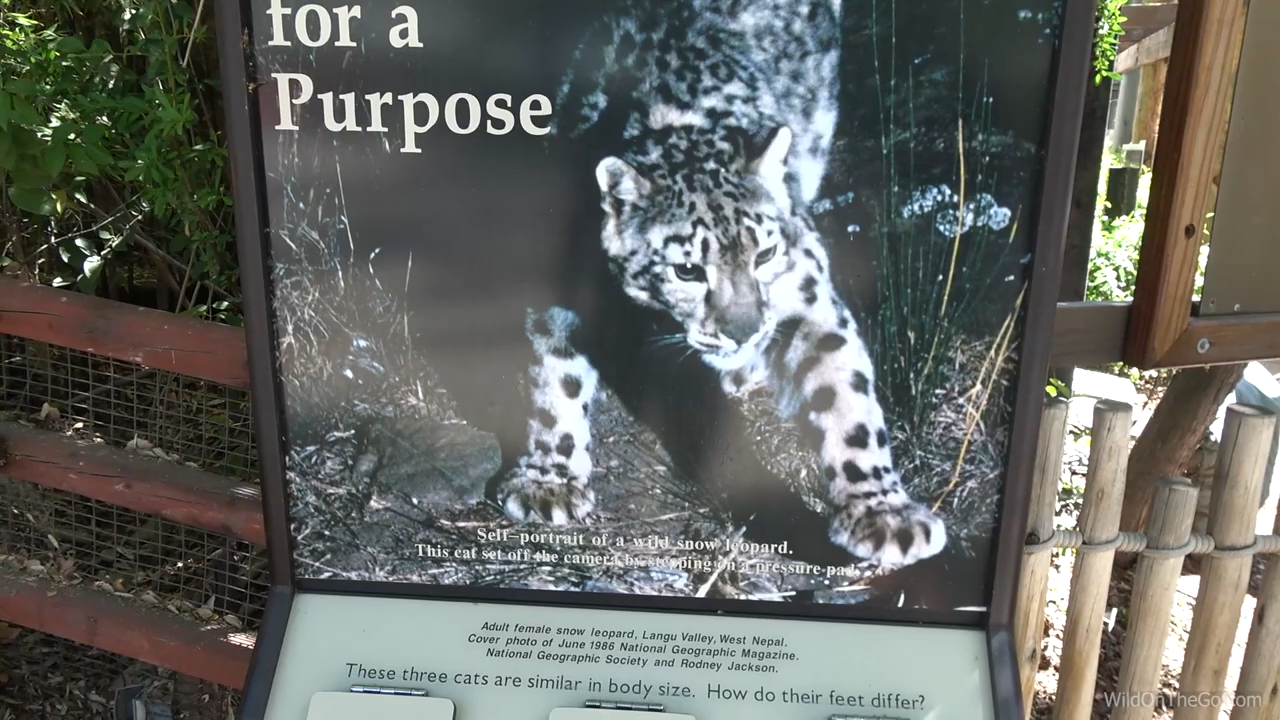 for a
Purpose
Self-portrait of a wild snow leopard.
This cat set off the camera by stepping on a pressure pad.
Adult female snow leopard, Langu Valley, West Nepal.
Cover photo of June 1986 National Geographic Magazine.
National Geographic Society and Rodney Jackson.
These three cats are similar in body size. How do their feet differ?
WildOnTheGo.com